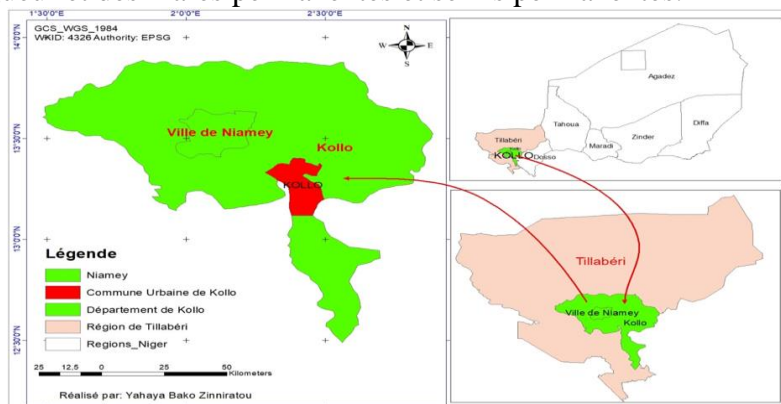 GCS_WGS_1984
WKID: 4326 Authority: EPSG
1°30'0"E 2°0'0"E 2°30'0"E
14°0'0"N
13°30'0"N
13°0'0"N
12°30'0"N
N
W E
S
Ville de Niamey
Kollo
KOLLO
Légende
Niamey
Commune Urbaine de Kollo
Département de Kollo
Région de Tillabéri
Regions_Niger
25 12,5 0 25 50
Kilometers
Réalisé par: Yahaya Bako Zinniratou
Agadez
Tahoua
Diffa
Tillabéri
Zinder
Maradi
KOLLO
Dosso
Tillabéri
Ville de Niamey
Kollo